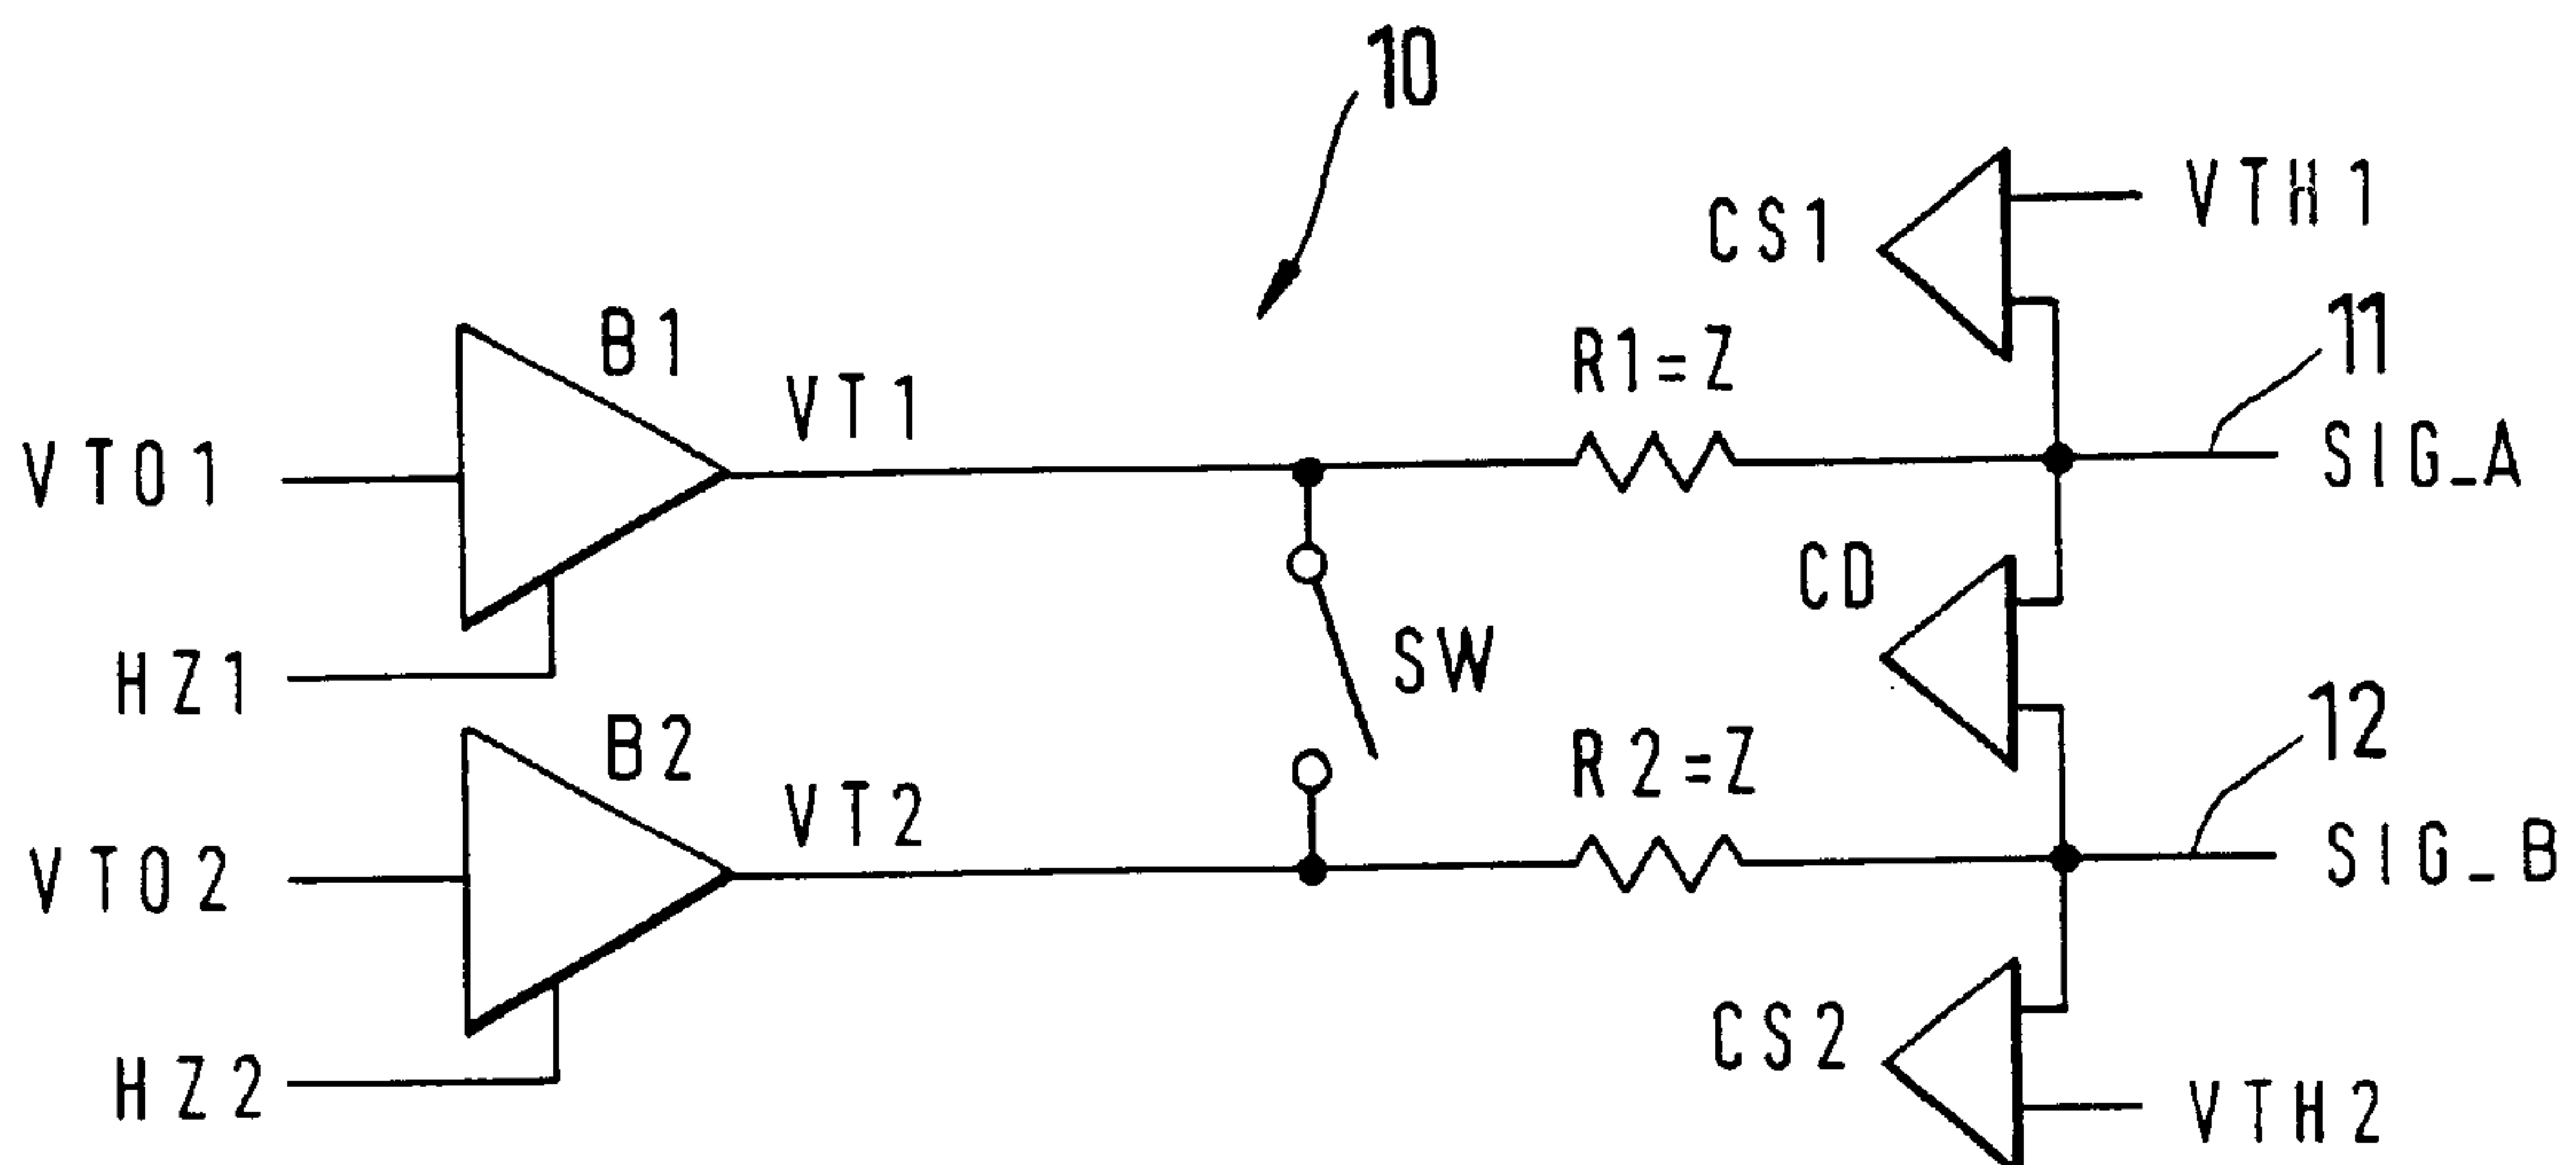 10
VTH1
CS1
11
B1
R1=Z
VT1
SIG_A
VT01
CD
SW
HZ1
12
B2
R2=Z
VT2
SIG_B
VT02
CS2
HZ2
VTH2